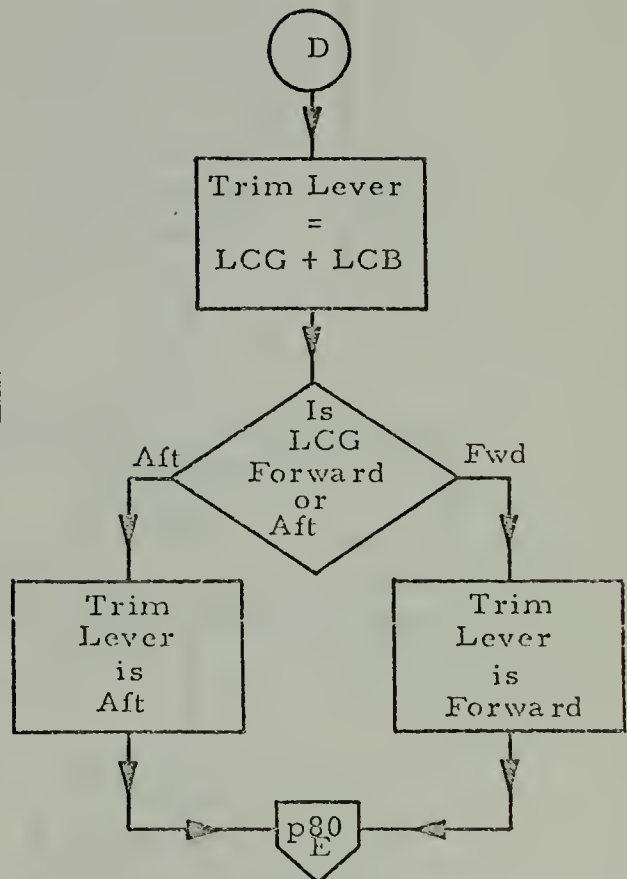 D
Trim Lever
=
LCG + LCB
Is
LCG
Forward
or
Aft
Aft
Fwd
Trim
Lever
is
Aft
Trim
Lever
is
Forward
p80
E